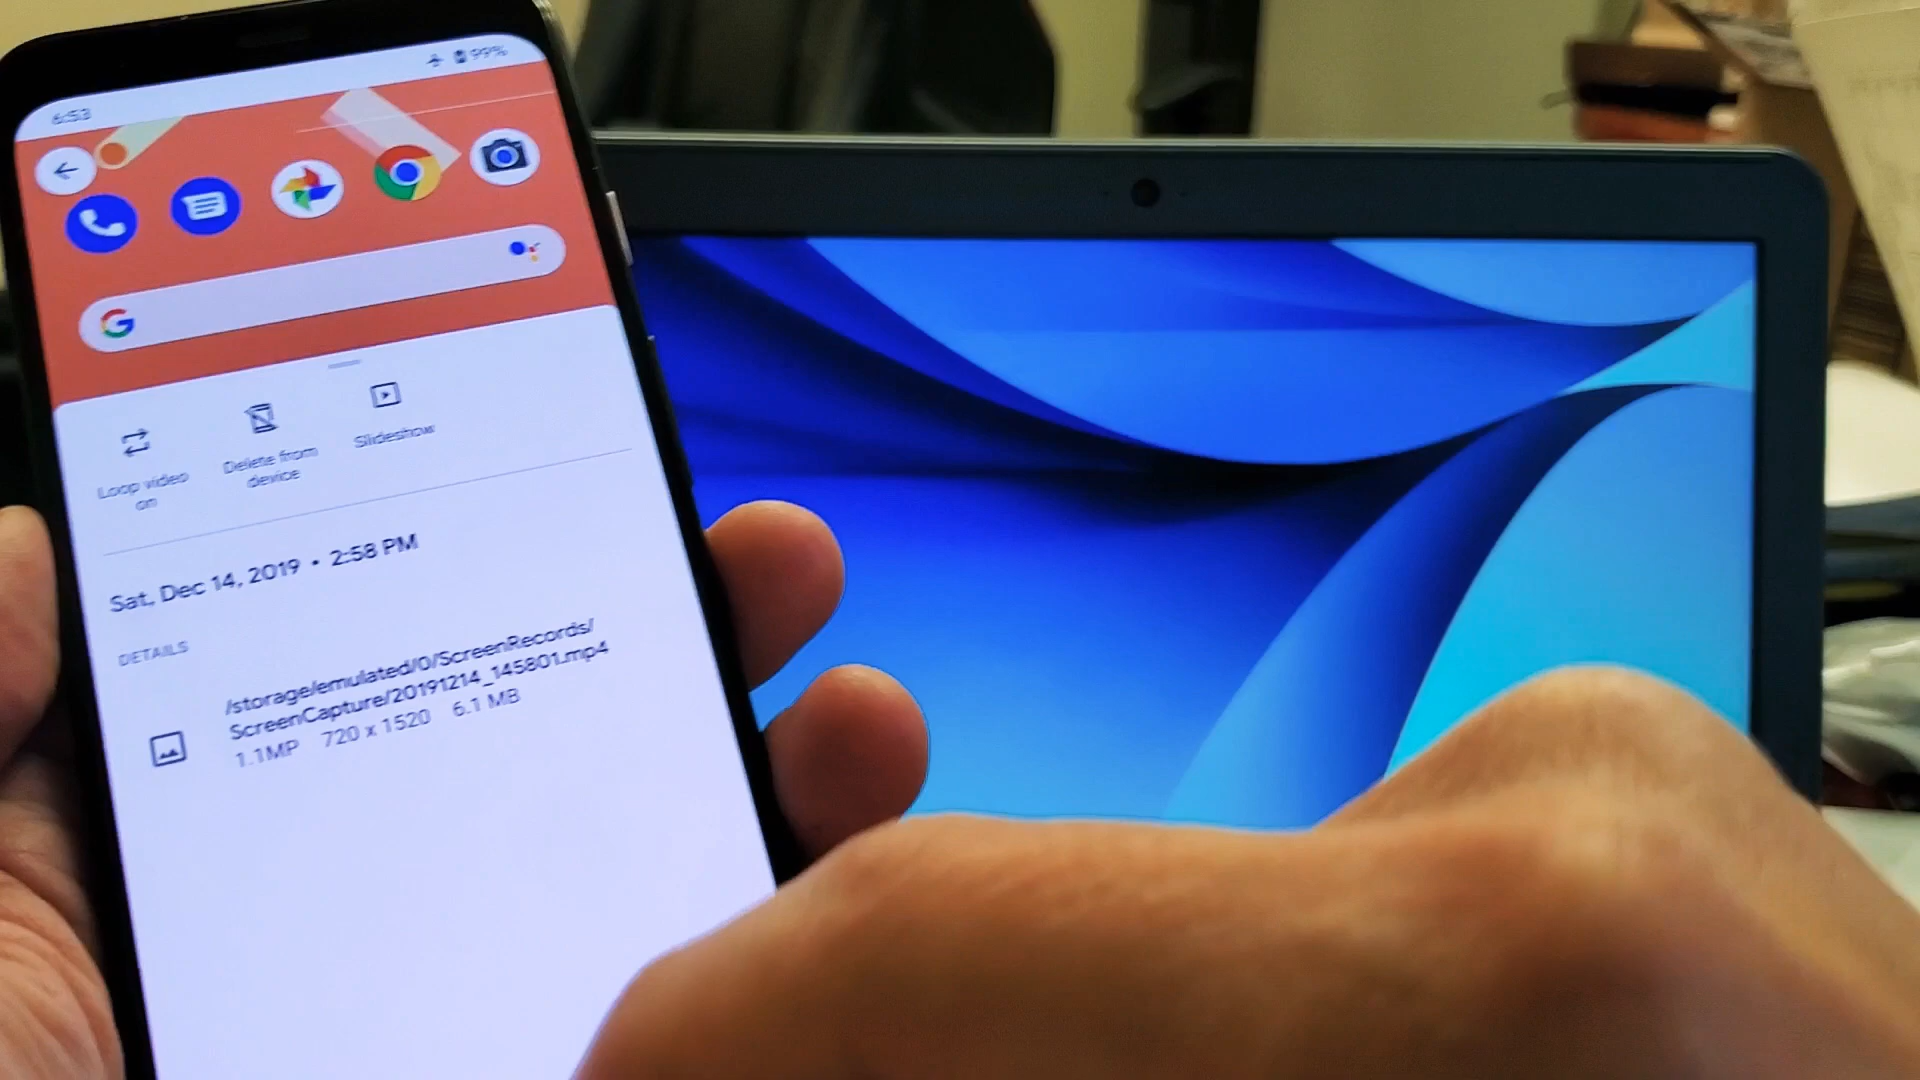 6:53
99%
Loop video
on
Delete from
device
Slideshow
Sat, Dec 14, 2019 • 2:58 PM
DETAILS
/storage/emulated/0/ScreenRecords/
ScreenCapture/20191214_145801.mp4
1.1MP 720 x 1520 6.1 MB